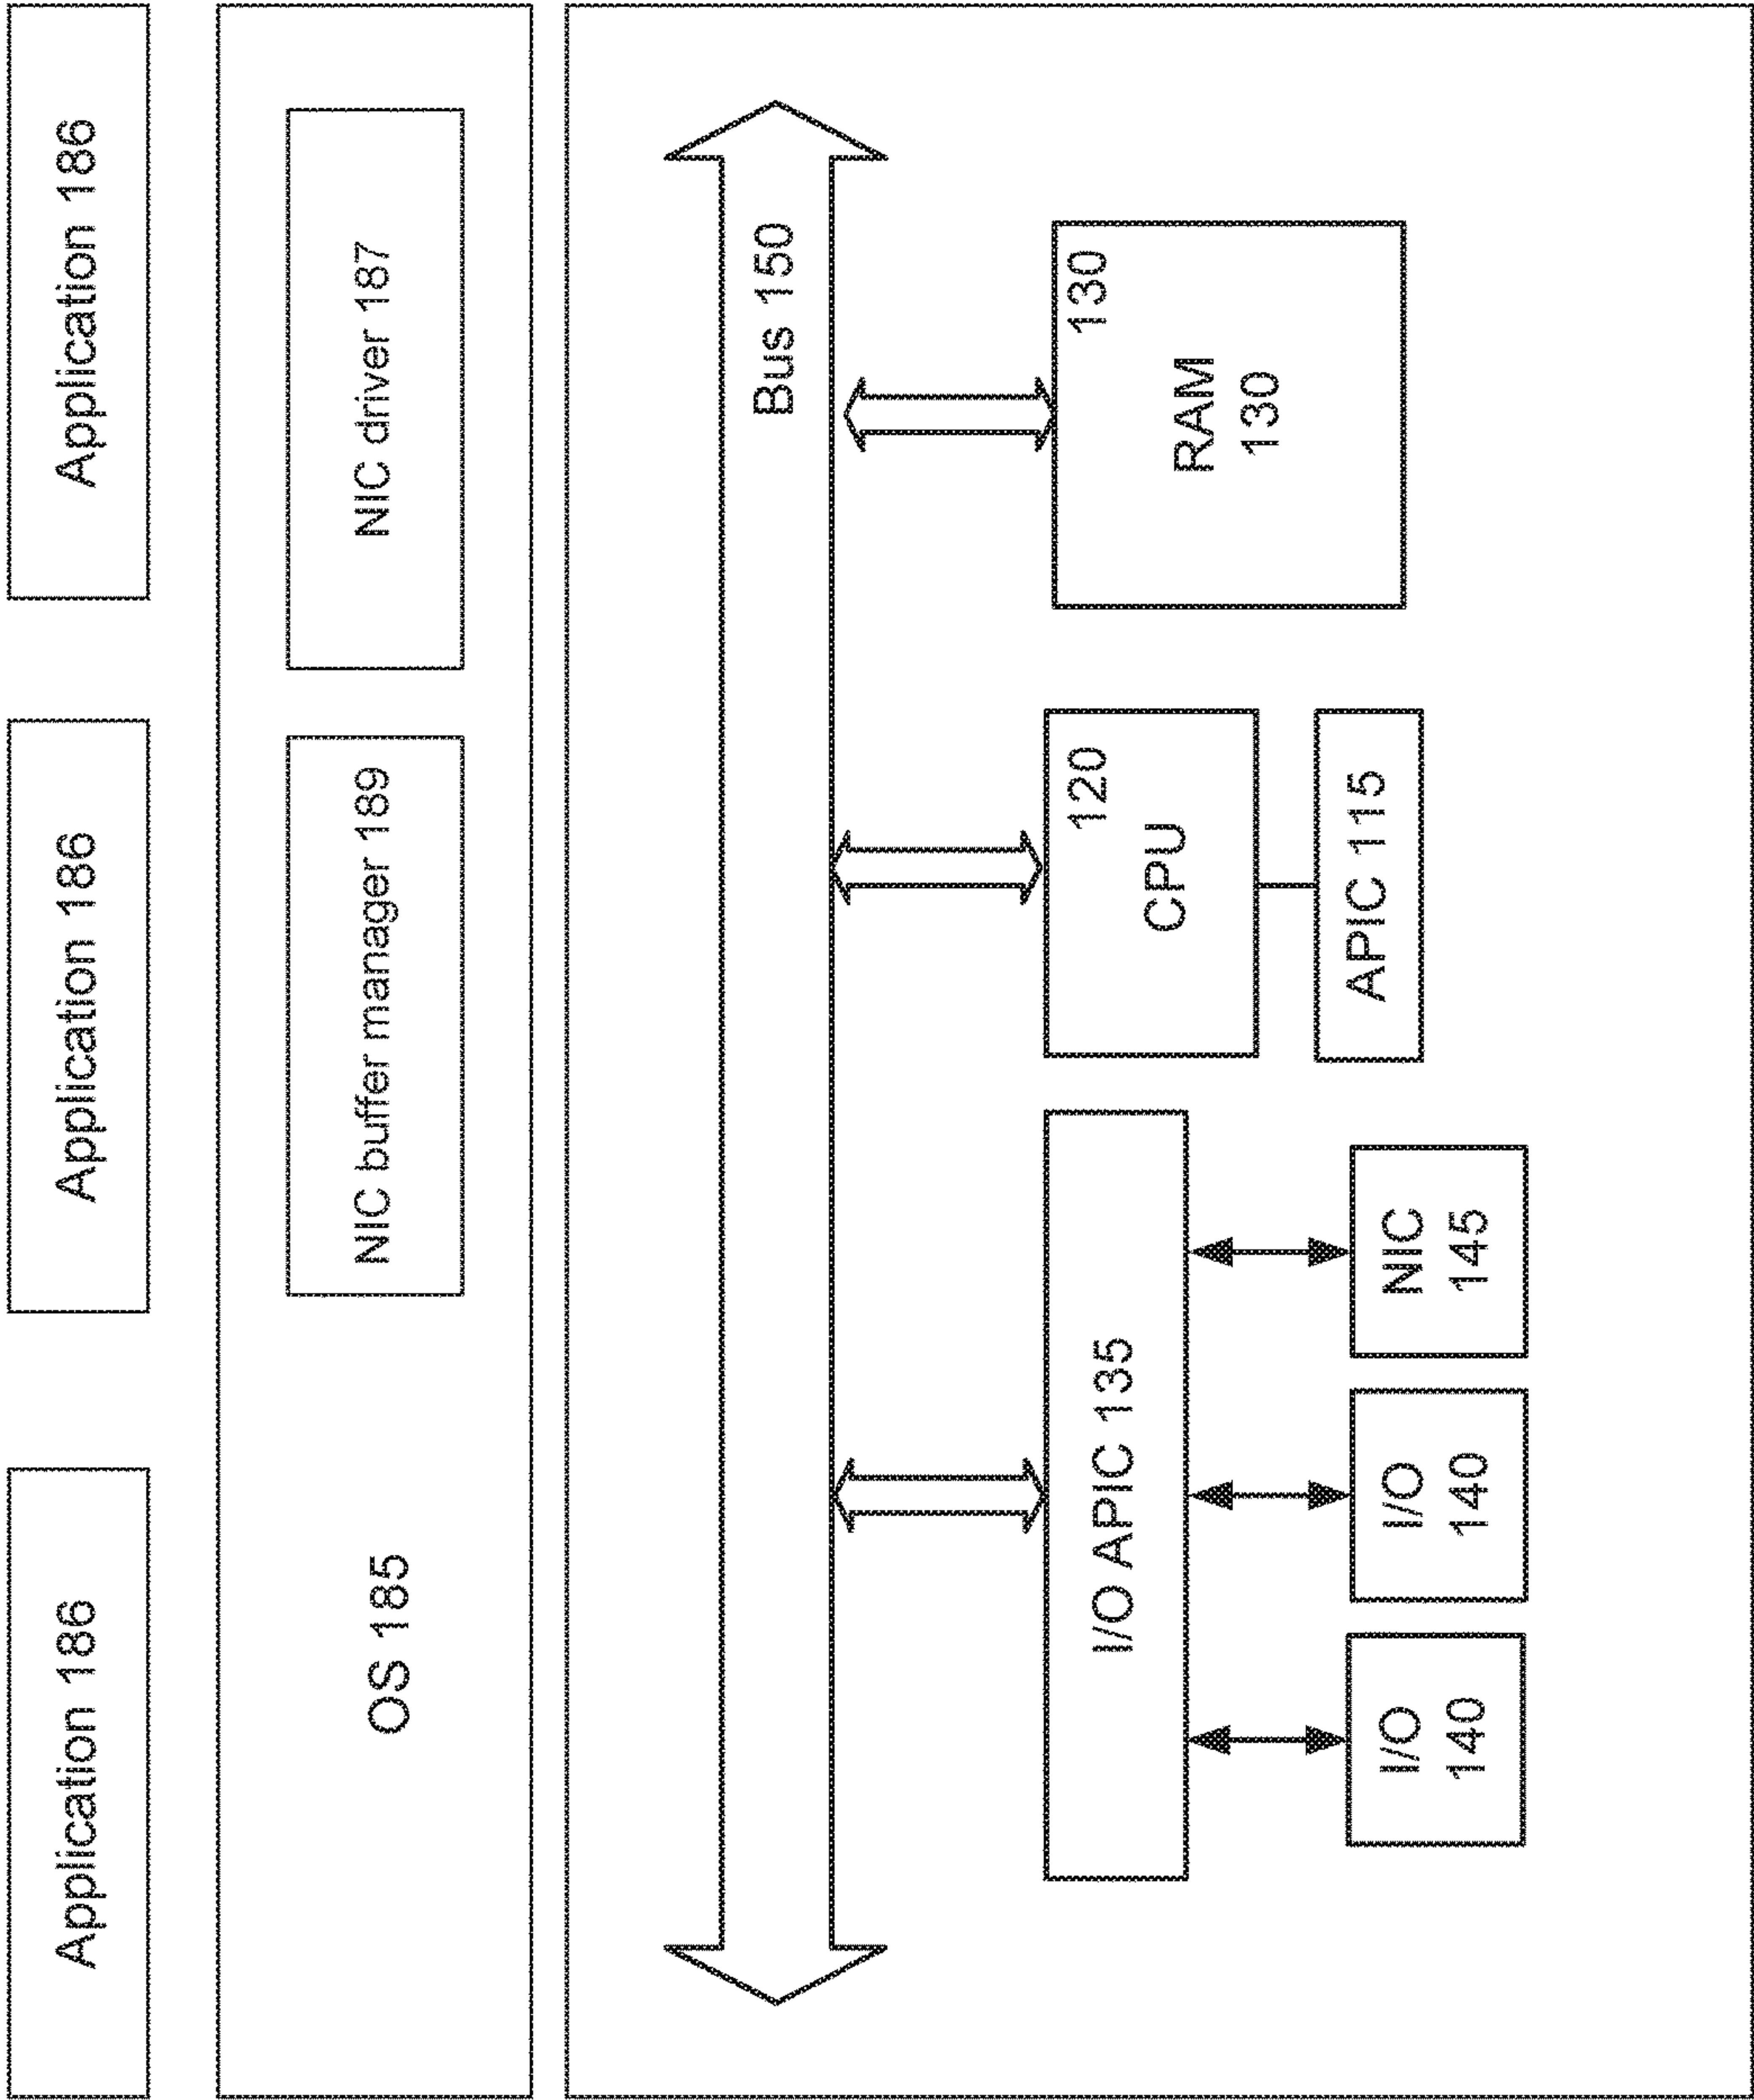 Application 186
Application 186
Application 186
OS 185
NIC buffer manager 189
NIC driver 187
Bus 150
I/O APIC 135
120
CPU
130
RAM
130
APIC 115
I/O
140
I/O
140
NIC
145